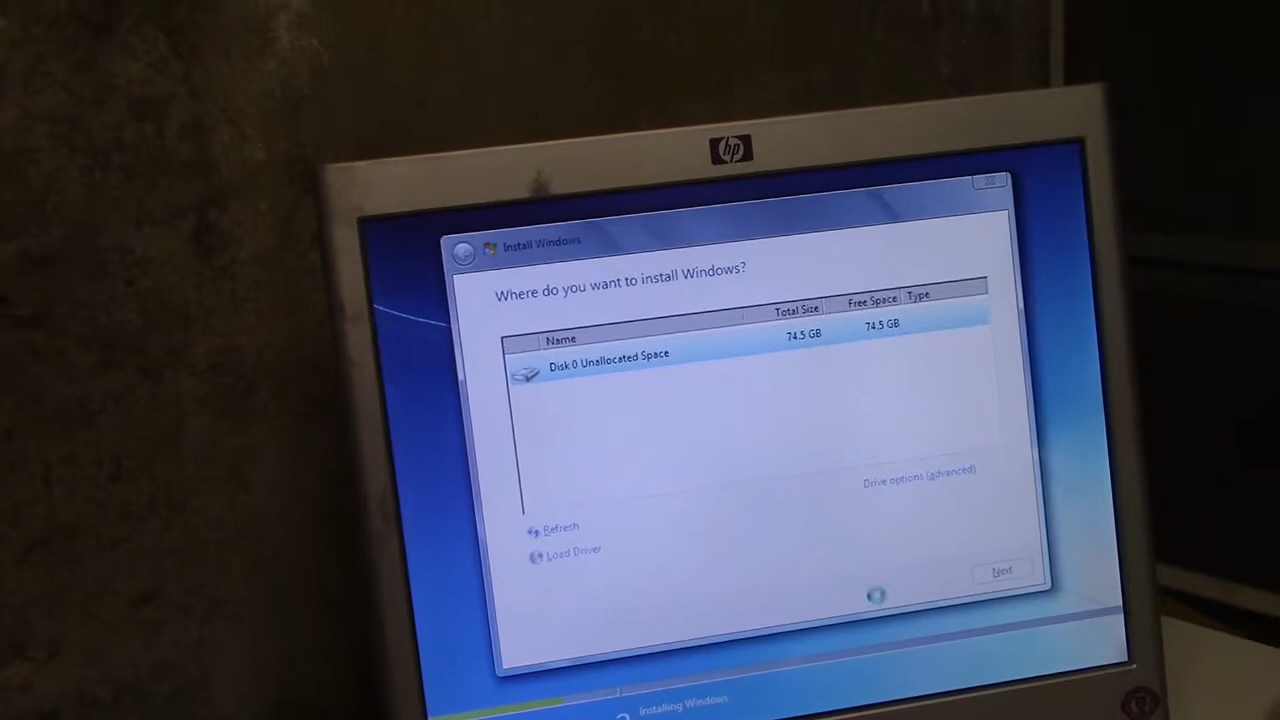 hp
Install Windows
Where do you want to install Windows?
Name Total Size Free Space Type
Disk 0 Unallocated Space 74.5 GB 74.5 GB
Drive options (advanced)
Refresh
Load Driver
Next
2 Installing Windows